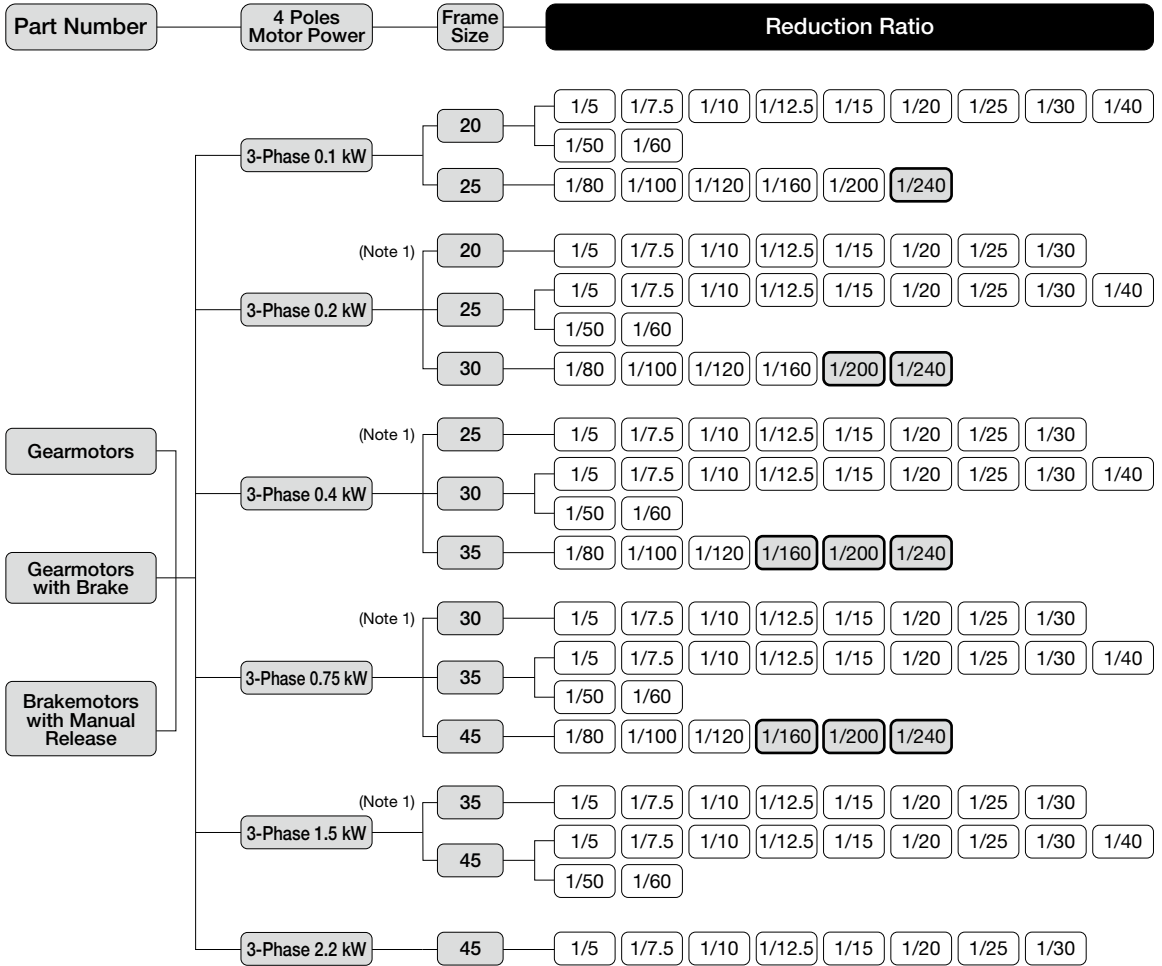 Part Number
4 Poles
Motor Power
Frame
Size
Reduction Ratio
Gearmotors
Gearmotors
with Brake
Brakemotors
with Manual
Release
3-Phase 0.1 kW
20
1/5 1/7.5 1/10 1/12.5 1/15 1/20 1/25 1/30 1/40
1/50 1/60
25
1/80 1/100 1/120 1/160 1/200 1/240
3-Phase 0.2 kW
(Note 1) 20
1/5 1/7.5 1/10 1/12.5 1/15 1/20 1/25 1/30
25
1/5 1/7.5 1/10 1/12.5 1/15 1/20 1/25 1/30 1/40
1/50 1/60
30
1/80 1/100 1/120 1/160 1/200 1/240
3-Phase 0.4 kW
(Note 1) 25
1/5 1/7.5 1/10 1/12.5 1/15 1/20 1/25 1/30
30
1/5 1/7.5 1/10 1/12.5 1/15 1/20 1/25 1/30 1/40
1/50 1/60
35
1/80 1/100 1/120 1/160 1/200 1/240
3-Phase 0.75 kW
(Note 1) 30
1/5 1/7.5 1/10 1/12.5 1/15 1/20 1/25 1/30
35
1/5 1/7.5 1/10 1/12.5 1/15 1/20 1/25 1/30 1/40
1/50 1/60
45
1/80 1/100 1/120 1/160 1/200 1/240
3-Phase 1.5 kW
(Note 1) 35
1/5 1/7.5 1/10 1/12.5 1/15 1/20 1/25 1/30
45
1/5 1/7.5 1/10 1/12.5 1/15 1/20 1/25 1/30 1/40
1/50 1/60
3-Phase 2.2 kW
45
1/5 1/7.5 1/10 1/12.5 1/15 1/20 1/25 1/30